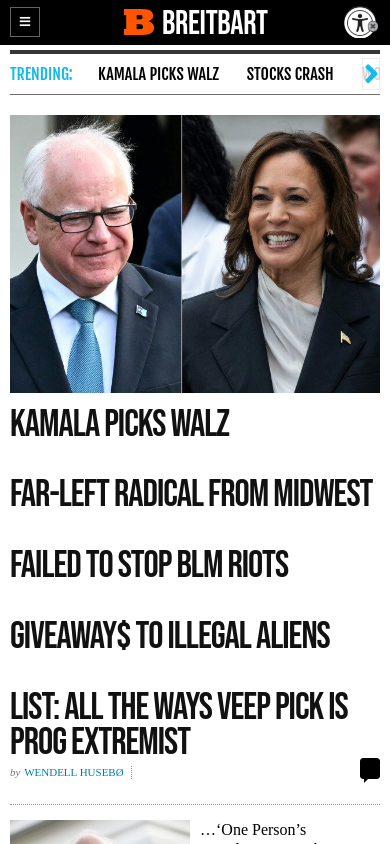 BREITBART
TRENDING: KAMALA PICKS WALZ STOCKS CRASH
KAMALA PICKS WALZ
FAR-LEFT RADICAL FROM MIDWEST
FAILED TO STOP BLM RIOTS
GIVEAWAY$ TO ILLEGAL ALIENS
LIST: ALL THE WAYS VEEP PICK IS
PROG EXTREMIST
by WENDELL HUSEBØ
…‘One Person’s